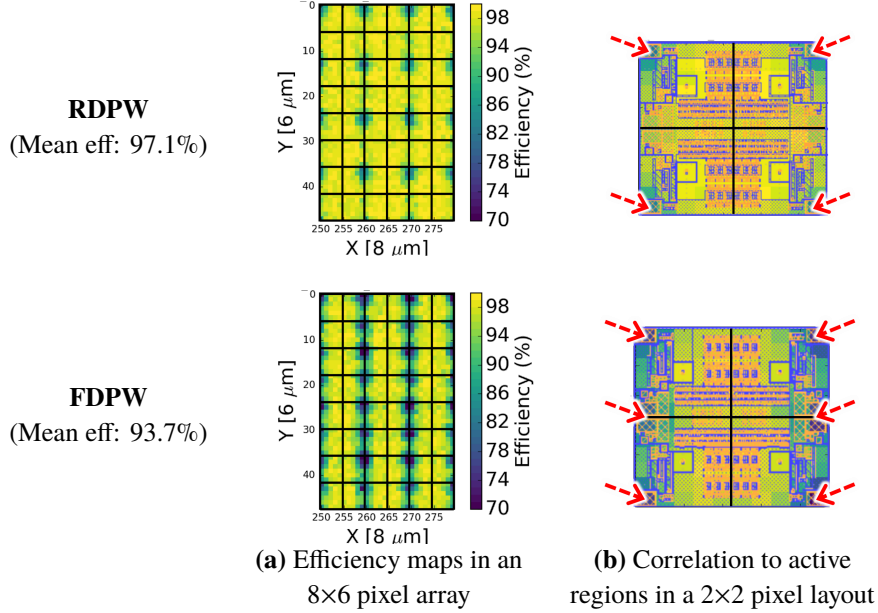 RDPW
(Mean eff: 97.1%)
0
10
20
30
40
Y [6 μm]
250 255 260 265 270 275
X [8 μm]
98
94
90
86
82
78
74
70
Efficiency (%)
FDPW
(Mean eff: 93.7%)
0
10
20
30
40
Y [6 μm]
250 255 260 265 270 275
X [8 μm]
98
94
90
86
82
78
74
70
Efficiency (%)
(a) Efficiency maps in an
8×6 pixel array
(b) Correlation to active
regions in a 2×2 pixel layout